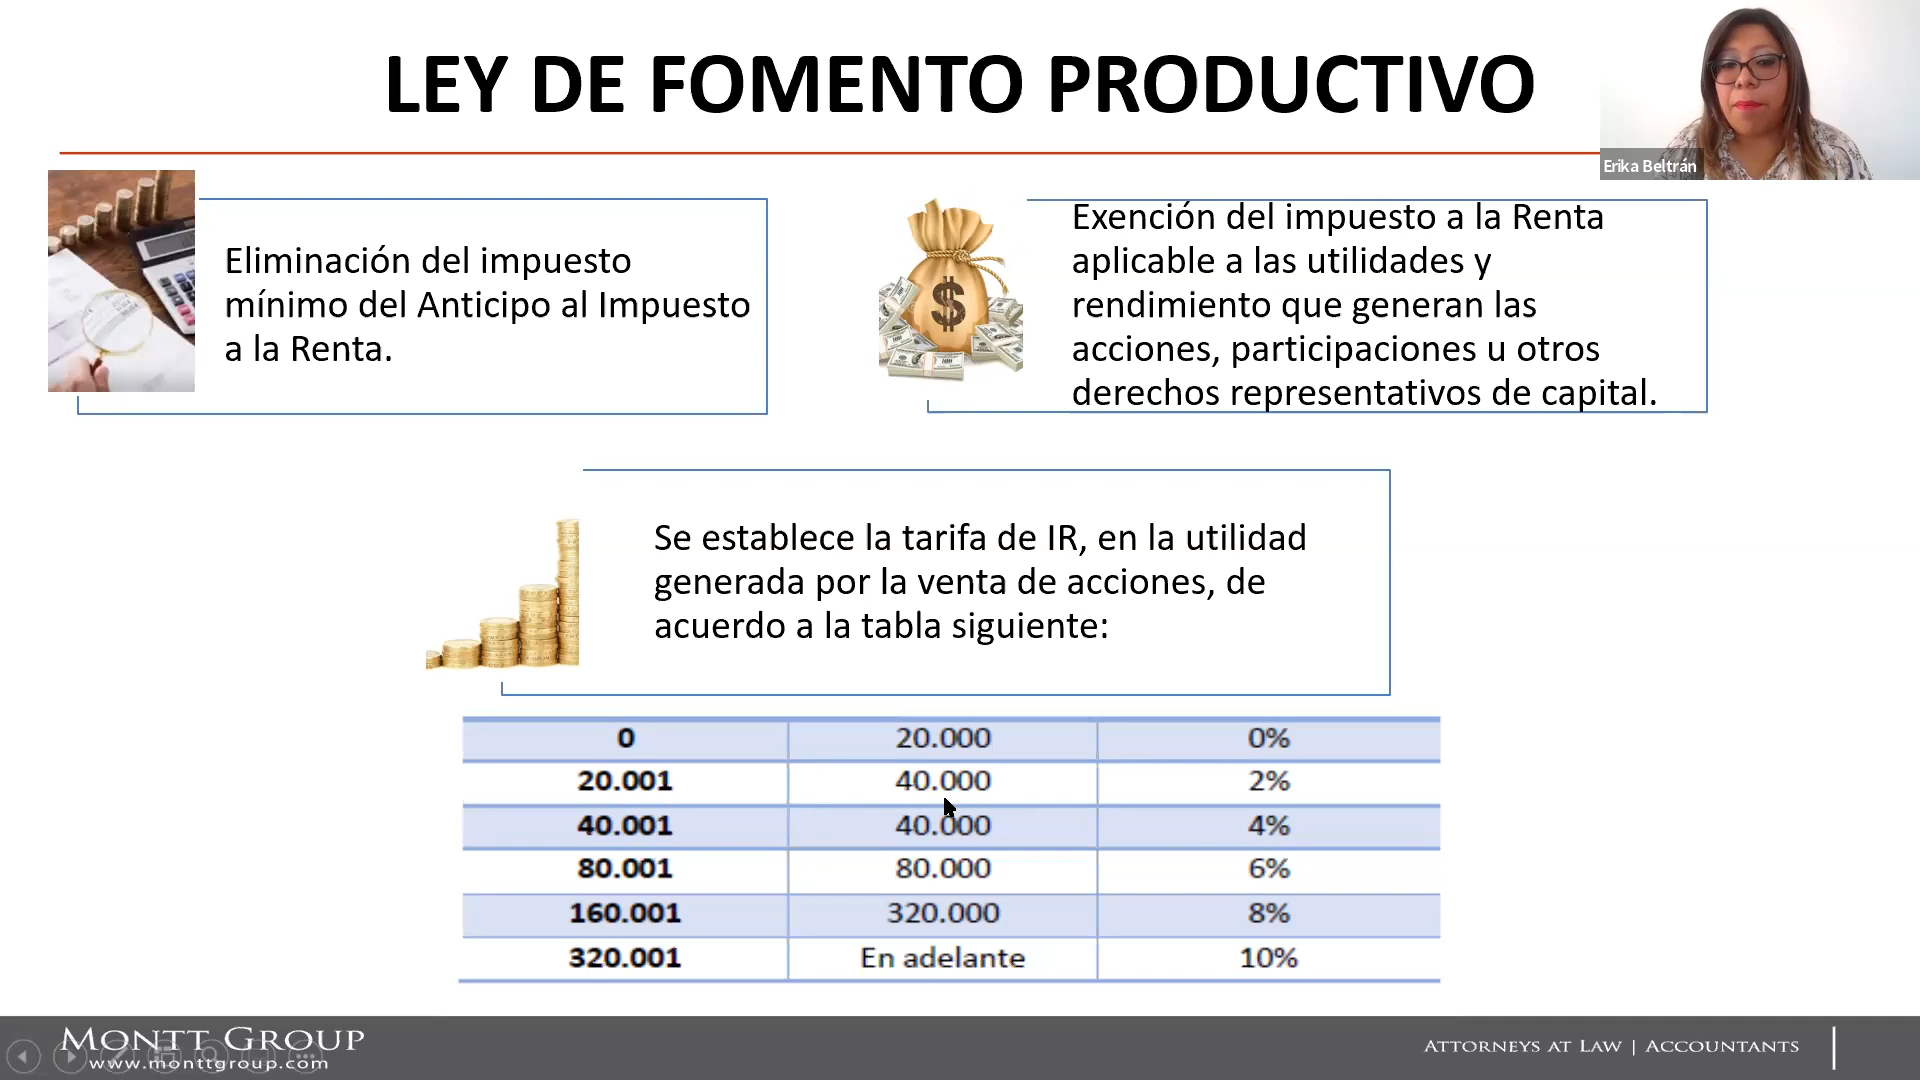 LEY DE FOMENTO PRODUCTIVO
Erika Beltrán
Eliminación del impuesto
mínimo del Anticipo al Impuesto
a la Renta.
$
Exención del impuesto a la Renta
aplicable a las utilidades y
rendimiento que generan las
acciones, participaciones u otros
derechos representativos de capital.
Se establece la tarifa de IR, en la utilidad
generada por la venta de acciones, de
acuerdo a la tabla siguiente:
0 20.000 0%
20.001 40.000 2%
40.001 40.000 4%
80.001 80.000 6%
160.001 320.000 8%
320.001 En adelante 10%
MONTT GROUP
www.monttgroup.com
ATTORNEYS AT LAW | ACCOUNTANTS